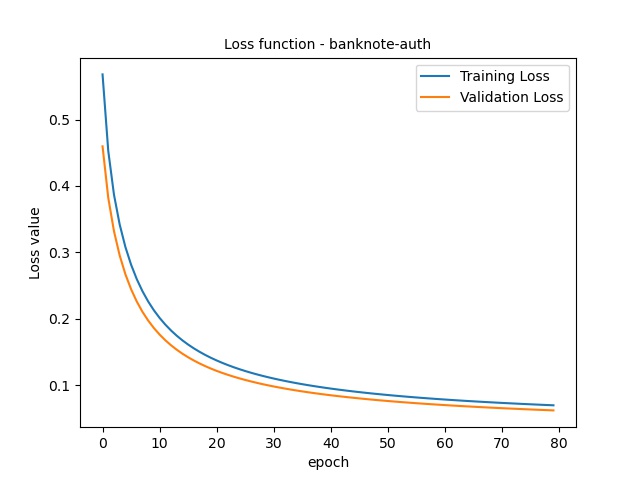 Loss function - banknote-auth
Training Loss
Validation Loss
Loss value
0.5
0.4
0.3
0.2
0.1
0 10 20 30 40 50 60 70 80
epoch